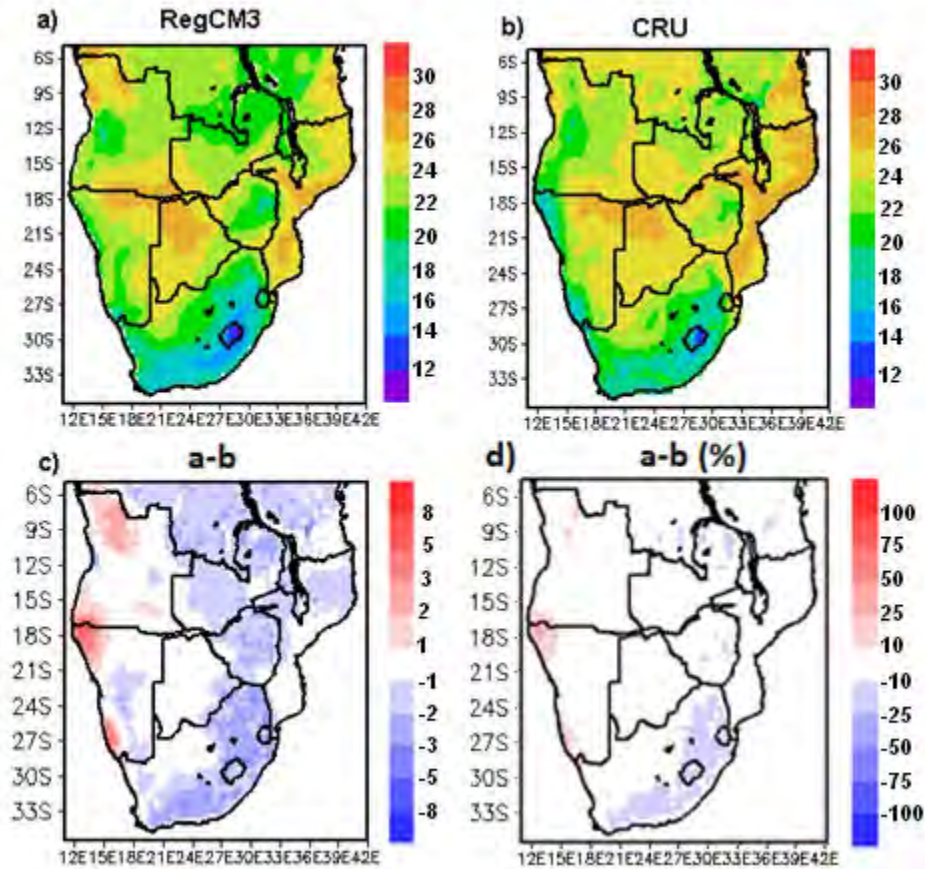 a) RegCM3
6S
9S
12S
15S
18S
21S
24S
27S
30S
33S
12E15E18E21E24E27E30E33E36E39E42E
30
28
26
24
22
20
18
16
14
12
b) CRU
6S
9S
12S
15S
18S
21S
24S
27S
30S
33S
12E15E18E21E24E27E30E33E36E39E42E
30
28
26
24
22
20
18
16
14
12
c) a-b
6S
9S
12S
15S
18S
21S
24S
27S
30S
33S
12E15E18E21E24E27E30E33E36E39E42E
8
5
3
2
1
-1
-2
-3
-5
-8
d) a-b (%)
6S
9S
12S
15S
18S
21S
24S
27S
30S
33S
12E15E18E21E24E27E30E33E36E39E42E
100
75
50
25
10
-10
-25
-50
-75
-100